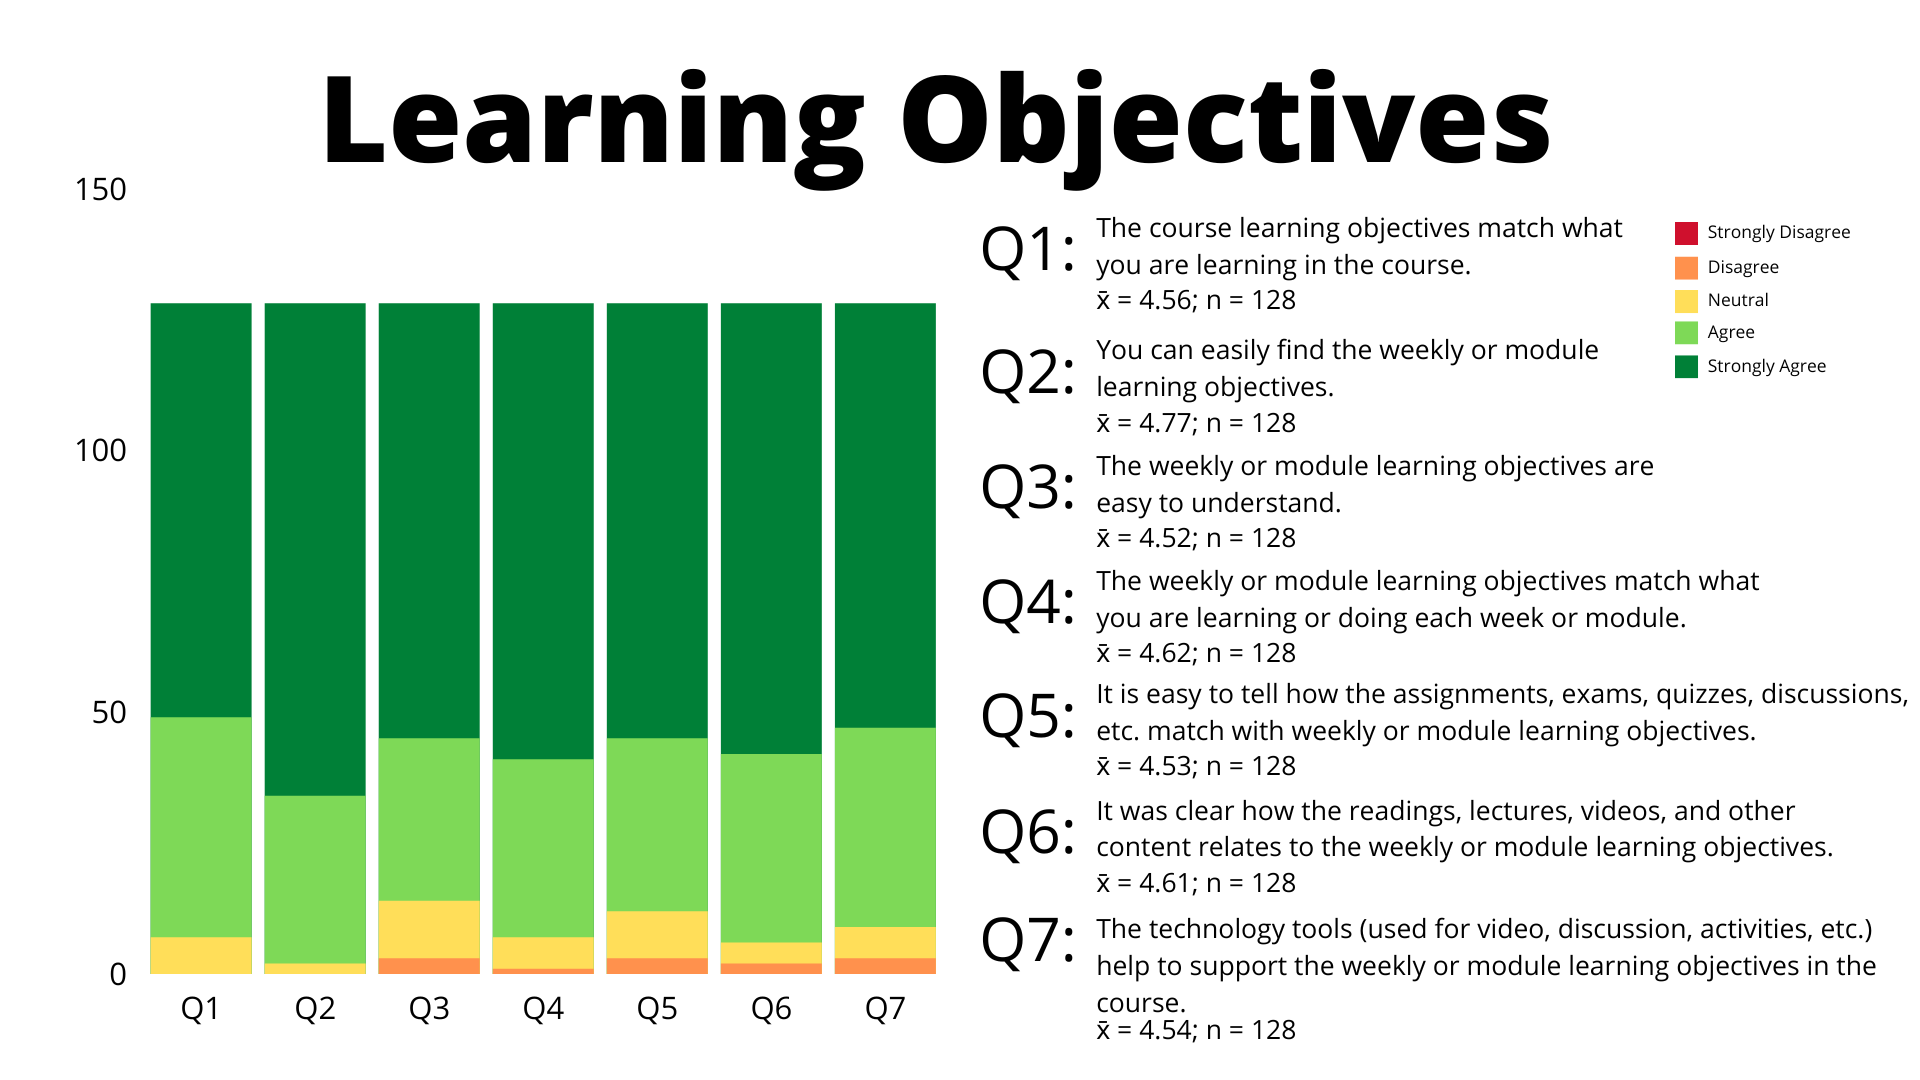 Learning Objectives
150
100
50
0
Q1
Q2
Q3
Q4
Q5
Q6
Q7
Q1:
The course learning objectives match what
you are learning in the course.
x̄ = 4.56; n = 128
Q2:
You can easily find the weekly or module
learning objectives.
x̄ = 4.77; n = 128
Q3:
The weekly or module learning objectives are
easy to understand.
x̄ = 4.52; n = 128
Q4:
The weekly or module learning objectives match what
you are learning or doing each week or module.
x̄ = 4.62; n = 128
Q5:
It is easy to tell how the assignments, exams, quizzes, discussions,
etc. match with weekly or module learning objectives.
x̄ = 4.53; n = 128
Q6:
It was clear how the readings, lectures, videos, and other
content relates to the weekly or module learning objectives.
x̄ = 4.61; n = 128
Q7:
The technology tools (used for video, discussion, activities, etc.)
help to support the weekly or module learning objectives in the
course.
x̄ = 4.54; n = 128
Strongly Disagree
Disagree
Neutral
Agree
Strongly Agree